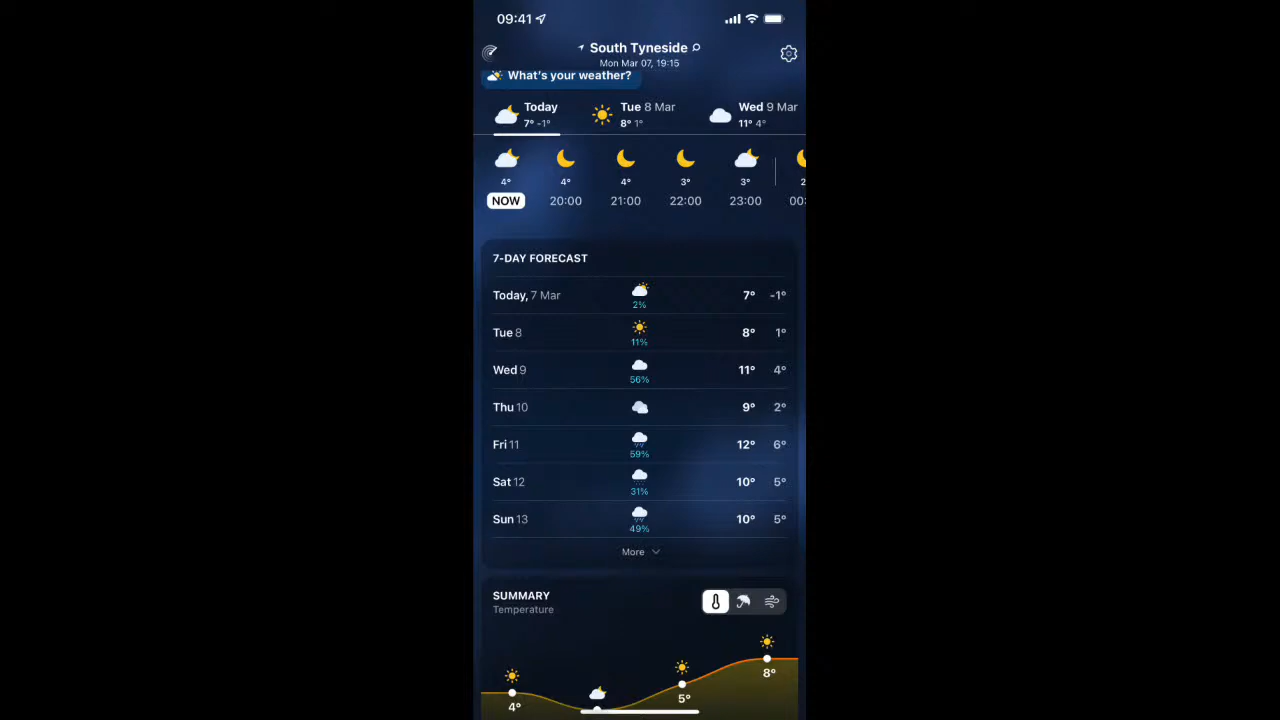 09:41
South Tyneside
Mon Mar 07, 19:15
What's your weather?
Today
7° -1°
Tue 8 Mar
8° 1°
Wed 9 Mar
11° 4°
4° 4° 4° 3° 3°
NOW 20:00 21:00 22:00 23:00
7-DAY FORECAST
Today, 7 Mar 2% 7° -1°
Tue 8 11% 8° 1°
Wed 9 56% 11° 4°
Thu 10 9° 2°
Fri 11 59% 12° 6°
Sat 12 31% 10° 5°
Sun 13 49% 10° 5°
More
SUMMARY
Temperature
8°
5°
4°